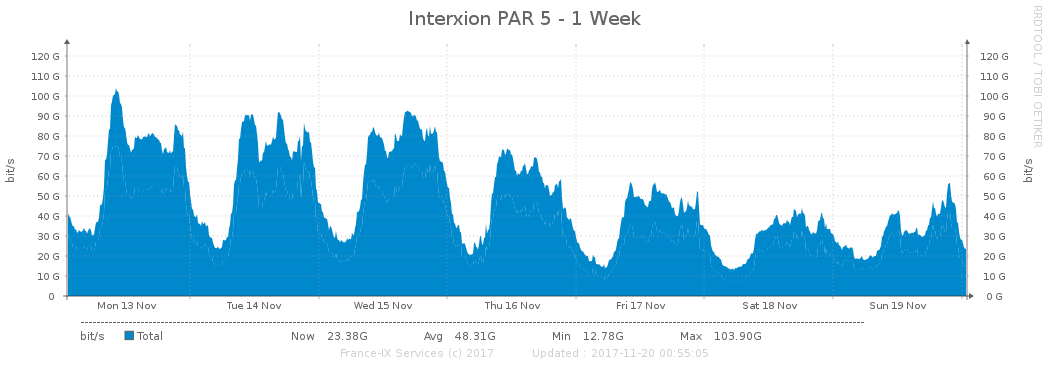 Interxion PAR 5 - 1 Week
RRDTOOL / TOBI OETIKER
120 G 120 G
110 G 110 G
100 G 100 G
90 G 90 G
80 G 80 G
70 G 70 G
60 G 60 G
50 G 50 G
40 G 40 G
30 G 30 G
20 G 20 G
10 G 10 G
0 0 G
bit/s bit/s
Mon 13 Nov Tue 14 Nov Wed 15 Nov Thu 16 Nov Fri 17 Nov Sat 18 Nov Sun 19 Nov
bit/s Total Now 23.38G Avg 48.31G Min 12.78G Max 103.90G
France-IX Services (c) 2017 Updated : 2017-11-20 00:55:05